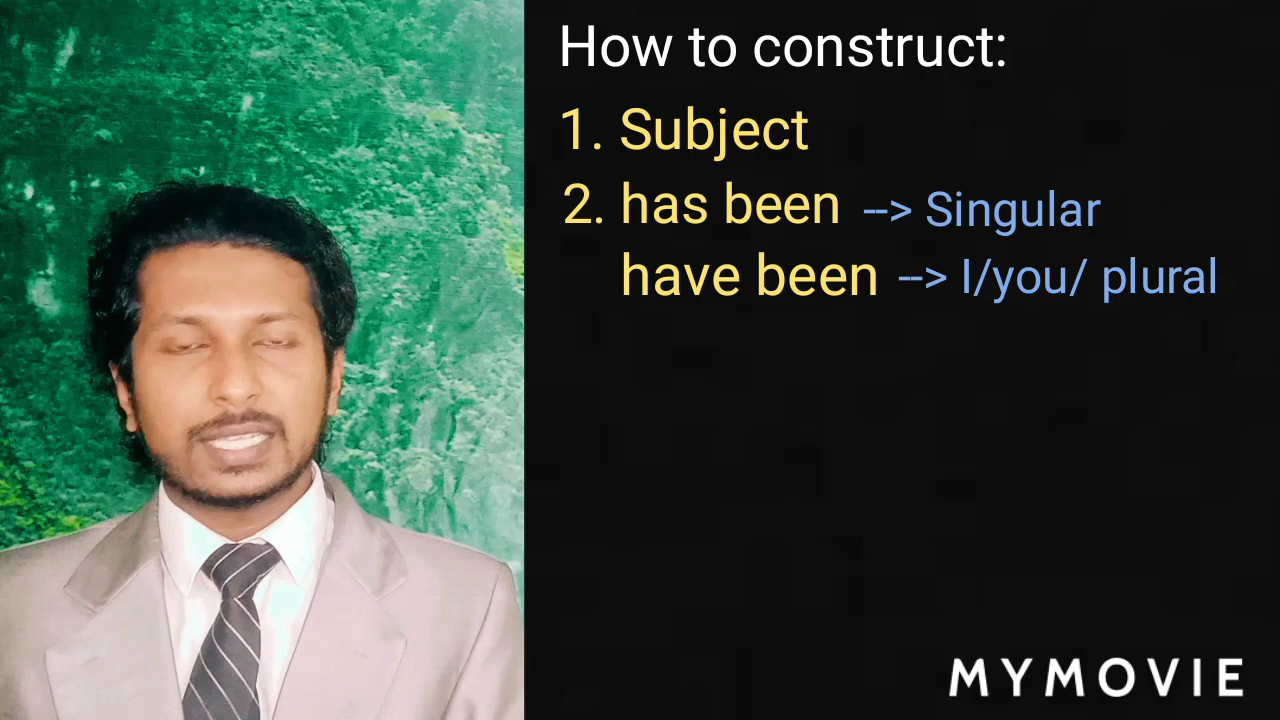 How to construct:
1. Subject
2. has been --> Singular
have been --> I/you/ plural
MYMOVIE